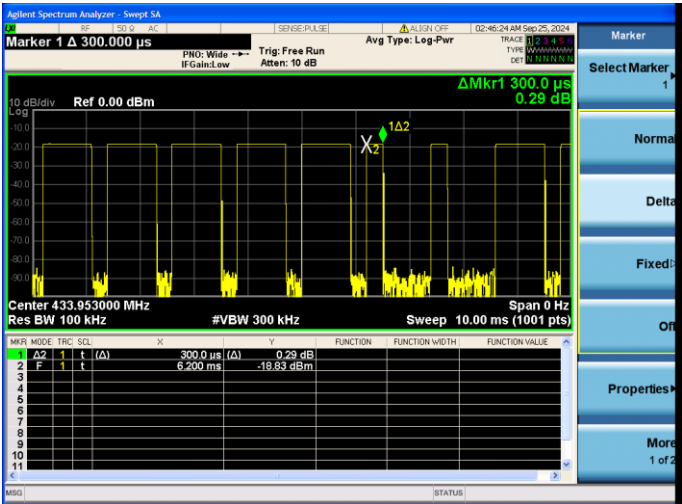 Agilent Spectrum Analyzer - Swept SA
RF 50 Ω AC SENSE:PULSE ALIGN OFF 02:46:24 AM Sep 25, 2024
Marker 1 Δ 300.000 µs
PNO: Wide
IFGain:Low
Trig: Free Run
Atten: 10 dB
Avg Type: Log-Pwr
TRACE 1 2 3 4 5 6
TYPE
DET N N N N N N
ΔMkr1 300.0 µs
0.29 dB
10 dB/div Ref 0.00 dBm
Log
-10.0
-20.0
-30.0
-40.0
-50.0
-60.0
-70.0
-80.0
-90.0
1Δ2
X2
Center 433.953000 MHz Span 0 Hz
Res BW 100 kHz #VBW 300 kHz Sweep 10.00 ms (1001 pts)
MKR MODE TRC SCL X Y FUNCTION FUNCTION WIDTH FUNCTION VALUE
1 Δ2 1 t (Δ) 300.0 µs (Δ) 0.29 dB
2 F 1 t 6.200 ms -18.83 dBm
3
4
5
6
7
8
9
10
11
MSG STATUS
Marker
Select Marker
1
Normal
Delta
Fixed
Off
Properties
More
1 of 2